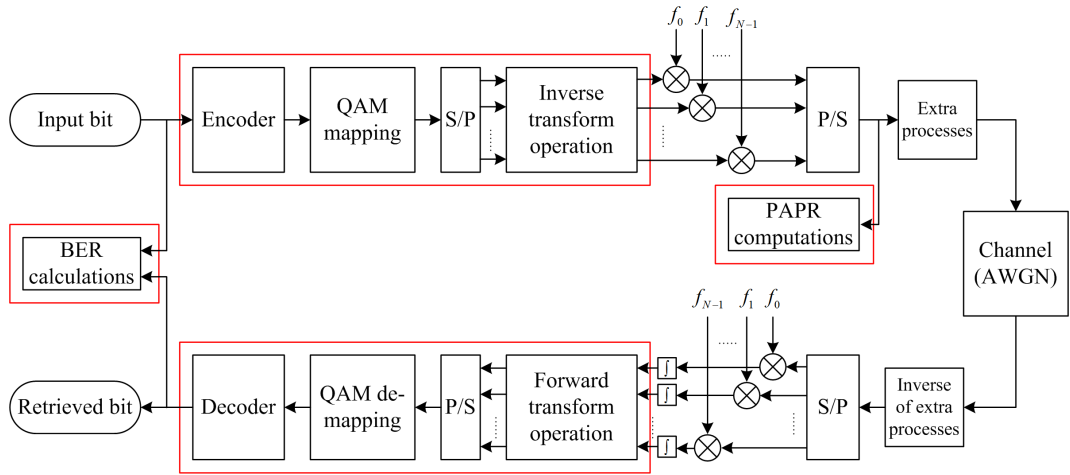 f0
f1
fN−1
.....
Input bit
Encoder
QAM
mapping
S/P
Inverse
transform
operation
P/S
Extra
processes
PAPR
computations
BER
calculations
Channel
(AWGN)
fN−1
f1
f0
.....
Retrieved bit
Decoder
QAM de-
mapping
P/S
Forward
transform
operation
∫
∫
∫
S/P
Inverse
of extra
processes